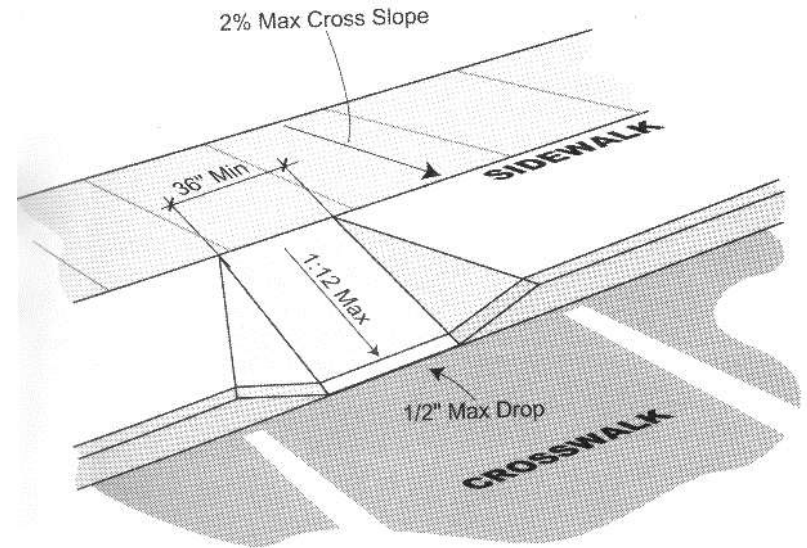 2% Max Cross Slope
SIDEWALK
36" Min
1:12 Max
1/2" Max Drop
CROSSWALK